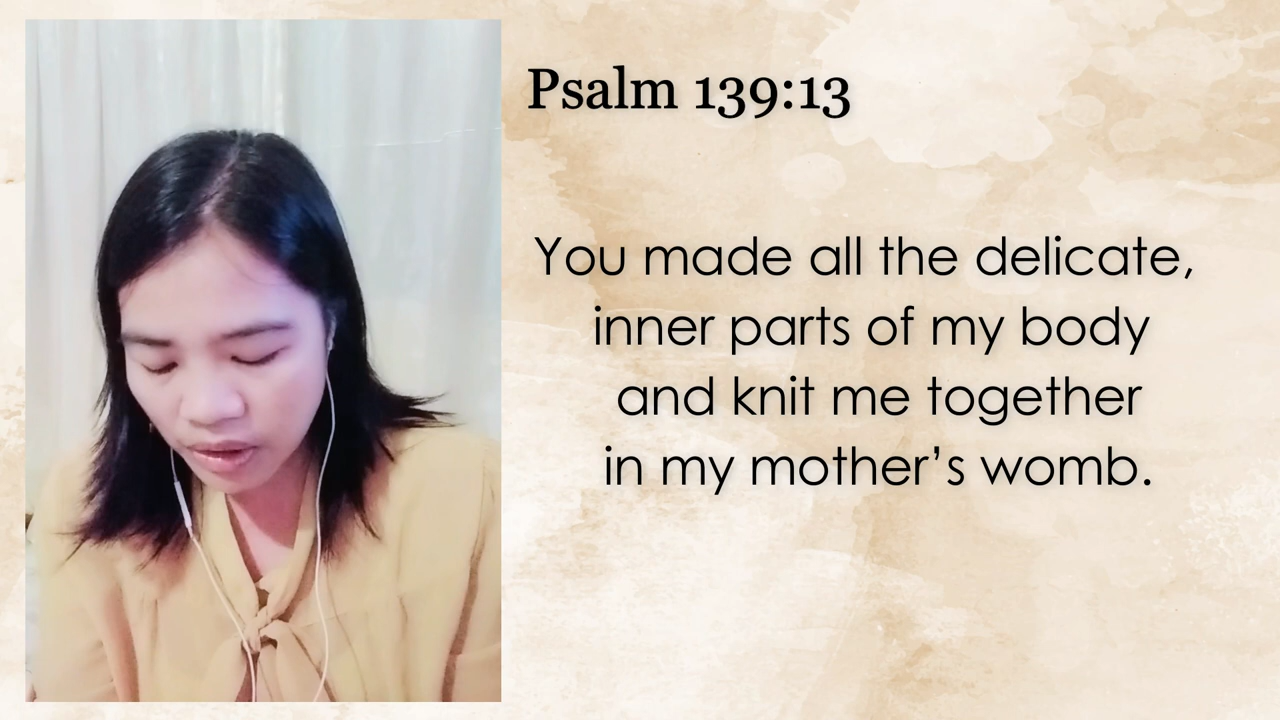 Psalm 139:13
You made all the delicate,
inner parts of my body
and knit me together
in my mother’s womb.